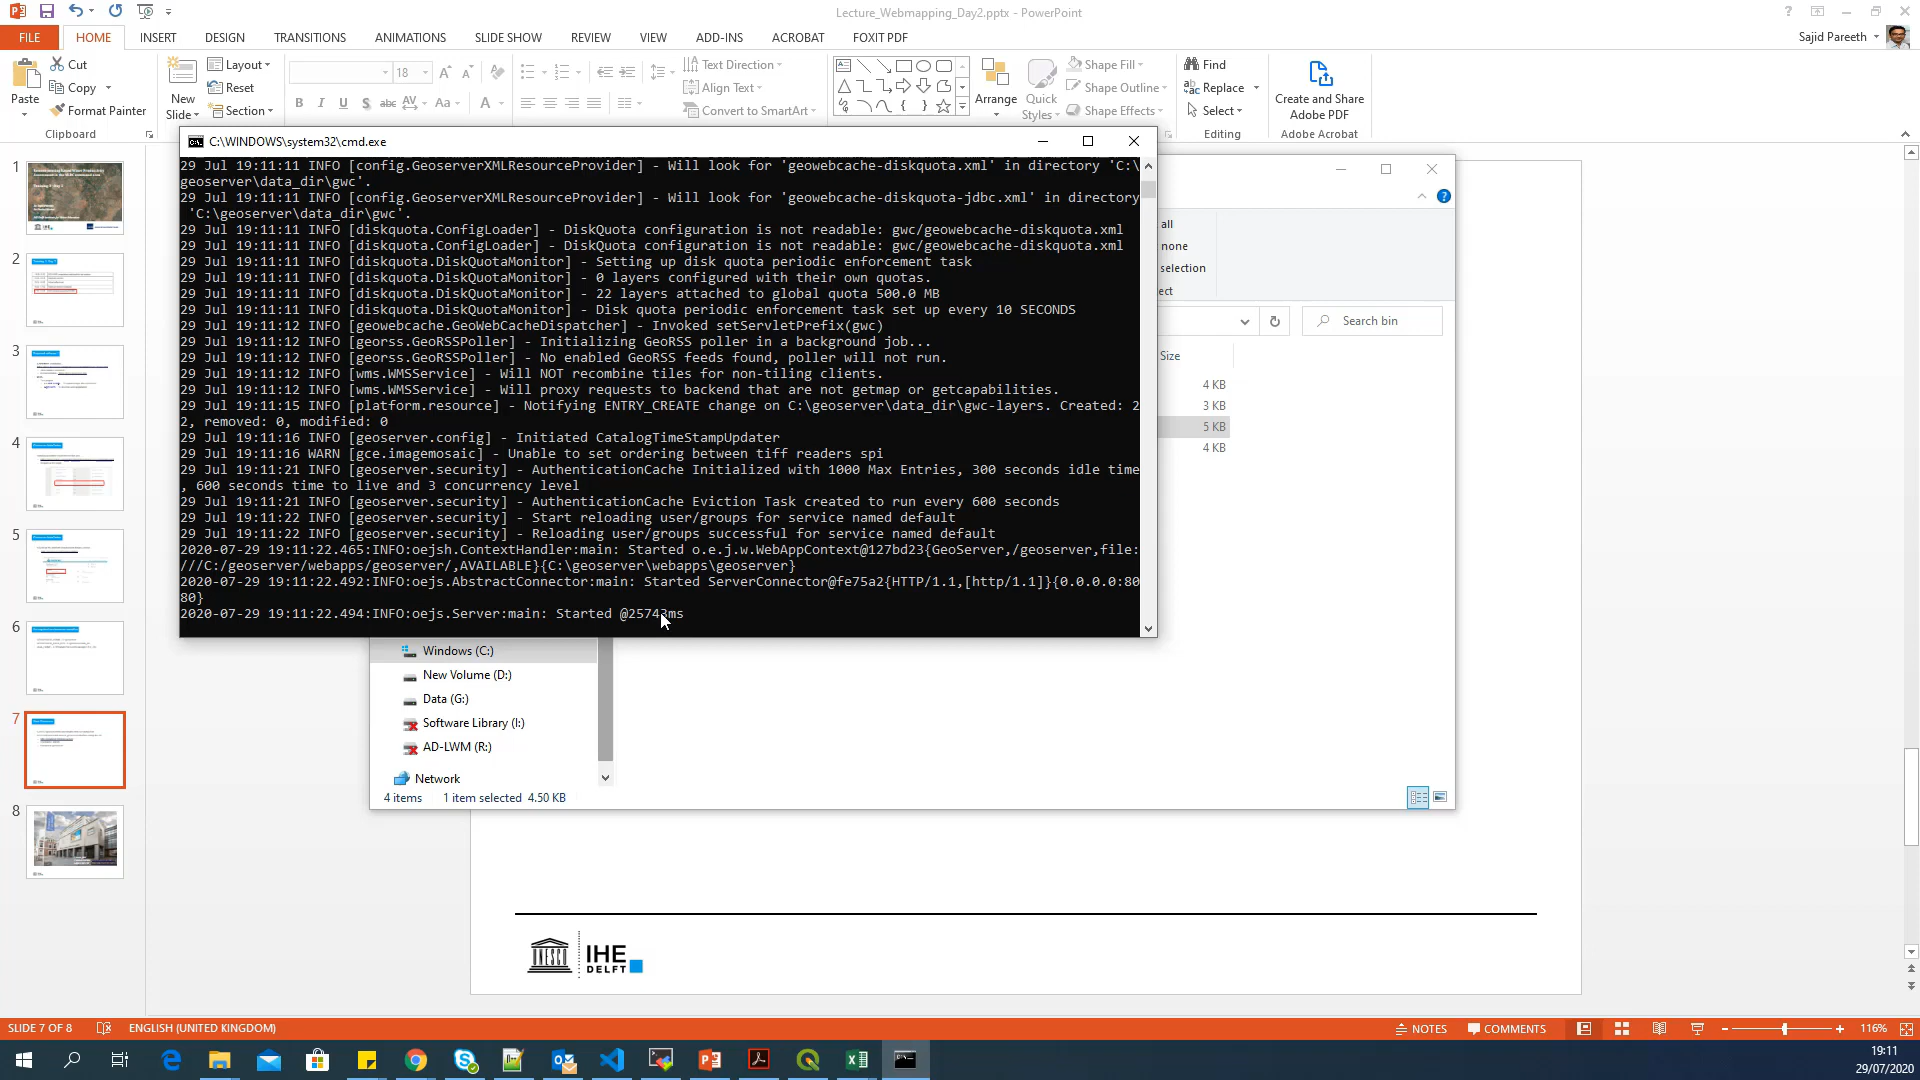 Lecture_Webmapping_Day2.pptx - PowerPoint
FILE HOME INSERT DESIGN TRANSITIONS ANIMATIONS SLIDE SHOW REVIEW VIEW ADD-INS ACROBAT FOXIT PDF
Sajid Pareeth
Paste
Cut
Copy
Format Painter
Clipboard
New Slide
Layout
Reset
Section
18
Text Direction
Align Text
Convert to SmartArt
Arrange
Quick Styles
Shape Fill
Shape Outline
Shape Effects
Find
Replace
Select
Editing
Create and Share Adobe PDF
Adobe Acrobat
C:\WINDOWS\system32\cmd.exe
29 Jul 19:11:11 INFO [config.GeoserverXMLResourceProvider] - Will look for 'geowebcache-diskquota.xml' in directory 'C:\
geoserver\data_dir\gwc'.
29 Jul 19:11:11 INFO [config.GeoserverXMLResourceProvider] - Will look for 'geowebcache-diskquota-jdbc.xml' in directory
'C:\geoserver\data_dir\gwc'.
29 Jul 19:11:11 INFO [diskquota.ConfigLoader] - DiskQuota configuration is not readable: gwc/geowebcache-diskquota.xml
29 Jul 19:11:11 INFO [diskquota.ConfigLoader] - DiskQuota configuration is not readable: gwc/geowebcache-diskquota.xml
29 Jul 19:11:11 INFO [diskquota.DiskQuotaMonitor] - Setting up disk quota periodic enforcement task
29 Jul 19:11:11 INFO [diskquota.DiskQuotaMonitor] - 0 layers configured with their own quotas.
29 Jul 19:11:11 INFO [diskquota.DiskQuotaMonitor] - 22 layers attached to global quota 500.0 MB
29 Jul 19:11:11 INFO [diskquota.DiskQuotaMonitor] - Disk quota periodic enforcement task set up every 10 SECONDS
29 Jul 19:11:12 INFO [geowebcache.GeoWebCacheDispatcher] - Invoked setServletPrefix(gwc)
29 Jul 19:11:12 INFO [georss.GeoRSSPoller] - Initializing GeoRSS poller in a background job...
29 Jul 19:11:12 INFO [georss.GeoRSSPoller] - No enabled GeoRSS feeds found, poller will not run.
29 Jul 19:11:12 INFO [wms.WMSService] - Will NOT recombine tiles for non-tiling clients.
29 Jul 19:11:12 INFO [wms.WMSService] - Will proxy requests to backend that are not getmap or getcapabilities.
29 Jul 19:11:15 INFO [platform.resource] - Notifying ENTRY_CREATE change on C:\geoserver\data_dir\gwc-layers. Created: 2
2, removed: 0, modified: 0
29 Jul 19:11:16 INFO [geoserver.config] - Initiated CatalogTimeStampUpdater
29 Jul 19:11:16 WARN [gce.imagemosaic] - Unable to set ordering between tiff readers spi
29 Jul 19:11:21 INFO [geoserver.security] - AuthenticationCache Initialized with 1000 Max Entries, 300 seconds idle time
, 600 seconds time to live and 3 concurrency level
29 Jul 19:11:21 INFO [geoserver.security] - AuthenticationCache Eviction Task created to run every 600 seconds
29 Jul 19:11:22 INFO [geoserver.security] - Start reloading user/groups for service named default
29 Jul 19:11:22 INFO [geoserver.security] - Reloading user/groups successful for service named default
2020-07-29 19:11:22.465:INFO:oejsh.ContextHandler:main: Started o.e.j.w.WebAppContext@127bd23{GeoServer,/geoserver,file:
///C:/geoserver/webapps/geoserver/,AVAILABLE}{C:\geoserver\webapps\geoserver}
2020-07-29 19:11:22.492:INFO:oejs.AbstractConnector:main: Started ServerConnector@fe75a2{HTTP/1.1,[http/1.1]}{0.0.0.0:80
80}
2020-07-29 19:11:22.494:INFO:oejs.Server:main: Started @25743ms
all
none
selection
ect
Search bin
Size
4 KB
3 KB
5 KB
4 KB
Windows (C:)
New Volume (D:)
Data (G:)
Software Library (I:)
AD-LWM (R:)
Network
4 items 1 item selected 4.50 KB
1
2
3
4
5
6
7
8
UNESCO
IHE
DELFT
SLIDE 7 OF 8 ENGLISH (UNITED KINGDOM) NOTES COMMENTS 116%
19:11
29/07/2020